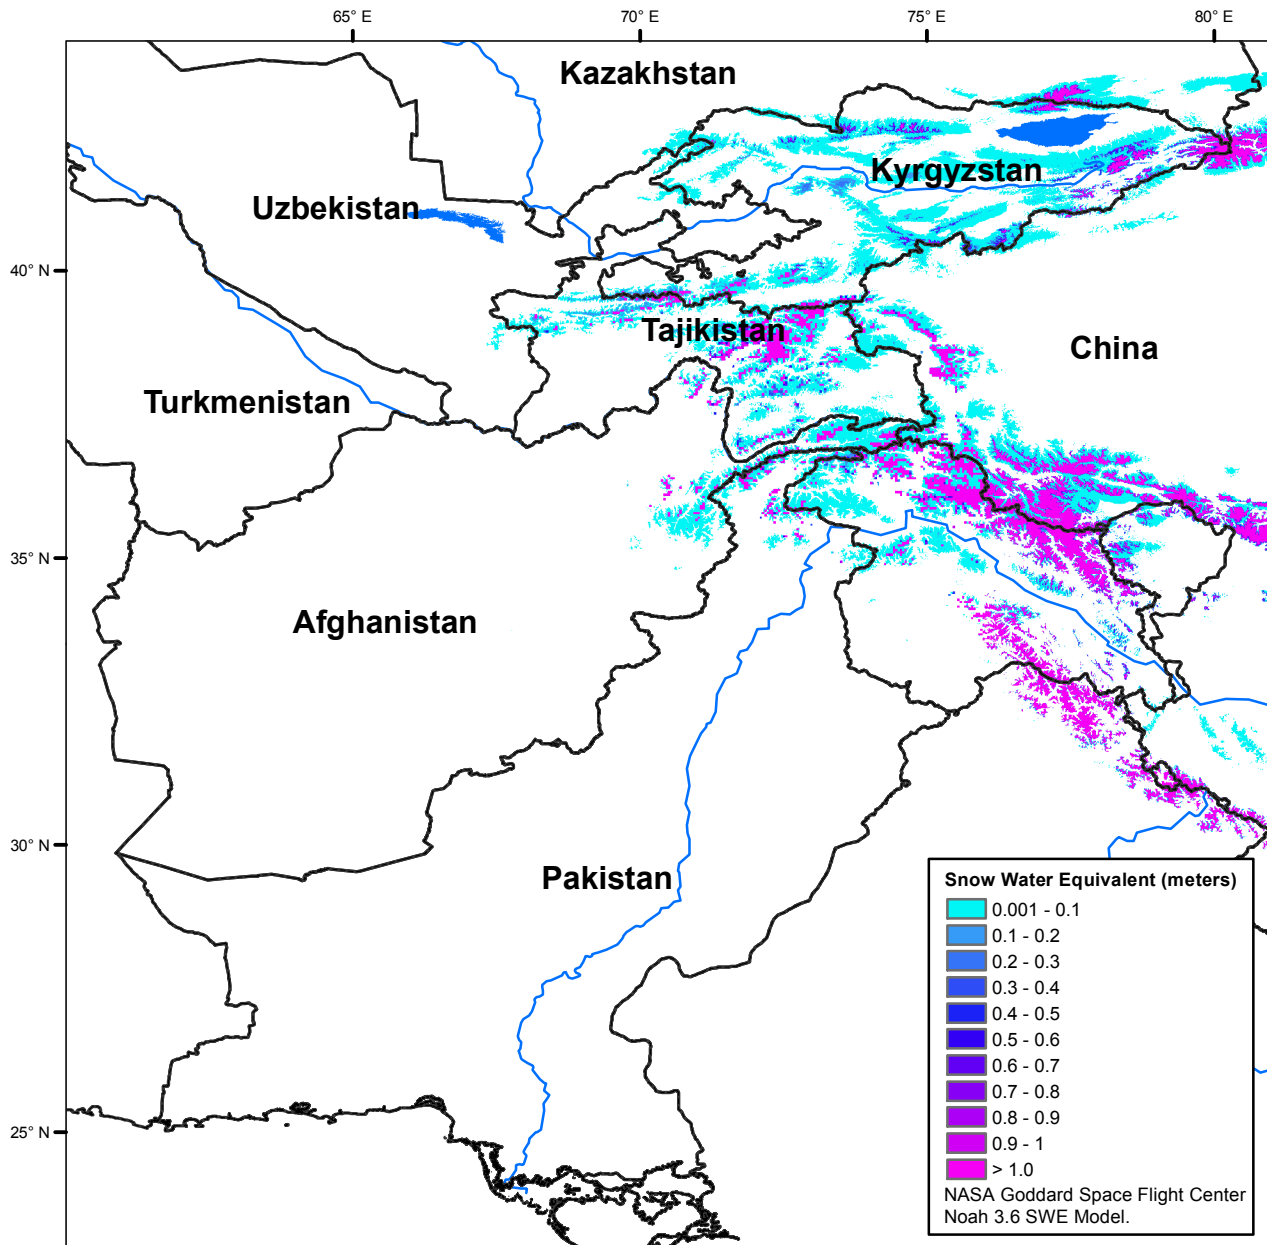 65° E
70° E
75° E
80° E
Kazakhstan
Kyrgyzstan
Uzbekistan
40° N
Tajikistan
China
Turkmenistan
35° N
Afghanistan
30° N
Pakistan
25° N
Snow Water Equivalent (meters)
0.001 - 0.1
0.1 - 0.2
0.2 - 0.3
0.3 - 0.4
0.4 - 0.5
0.5 - 0.6
0.6 - 0.7
0.7 - 0.8
0.8 - 0.9
0.9 - 1
> 1.0
NASA Goddard Space Flight Center
Noah 3.6 SWE Model.